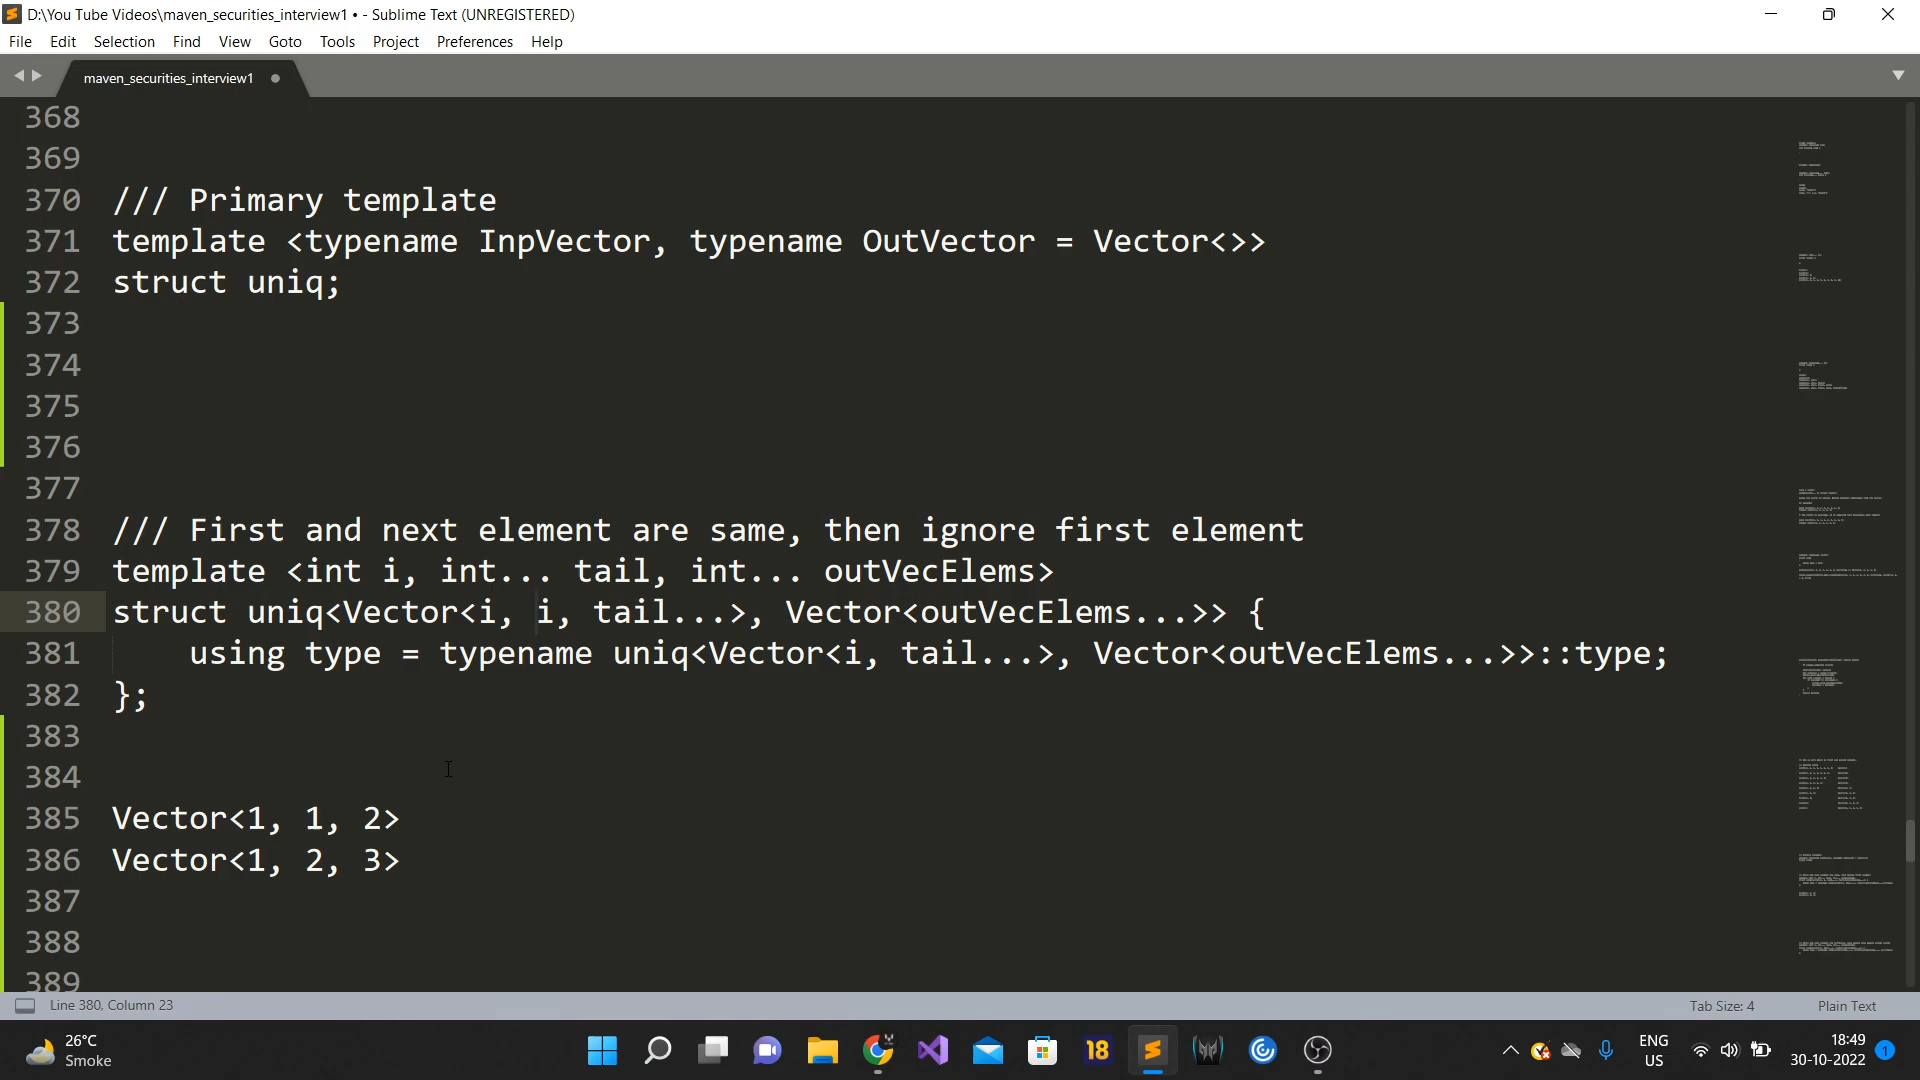 D:\You Tube Videos\maven_securities_interview1 • - Sublime Text (UNREGISTERED)
File Edit Selection Find View Goto Tools Project Preferences Help
maven_securities_interview1
368
369
370 /// Primary template
371 template <typename InpVector, typename OutVector = Vector<>>
372 struct uniq;
373
374
375
376
377
378 /// First and next element are same, then ignore first element
379 template <int i, int... tail, int... outVecElems>
380 struct uniq<Vector<i, i, tail...>, Vector<outVecElems...>> {
381 using type = typename uniq<Vector<i, tail...>, Vector<outVecElems...>>::type;
382 };
383
384
385 Vector<1, 1, 2>
386 Vector<1, 2, 3>
387
388
389
Line 380, Column 23 Tab Size: 4 Plain Text
26°C
Smoke
18
ENG
US
18:49
30-10-2022
1